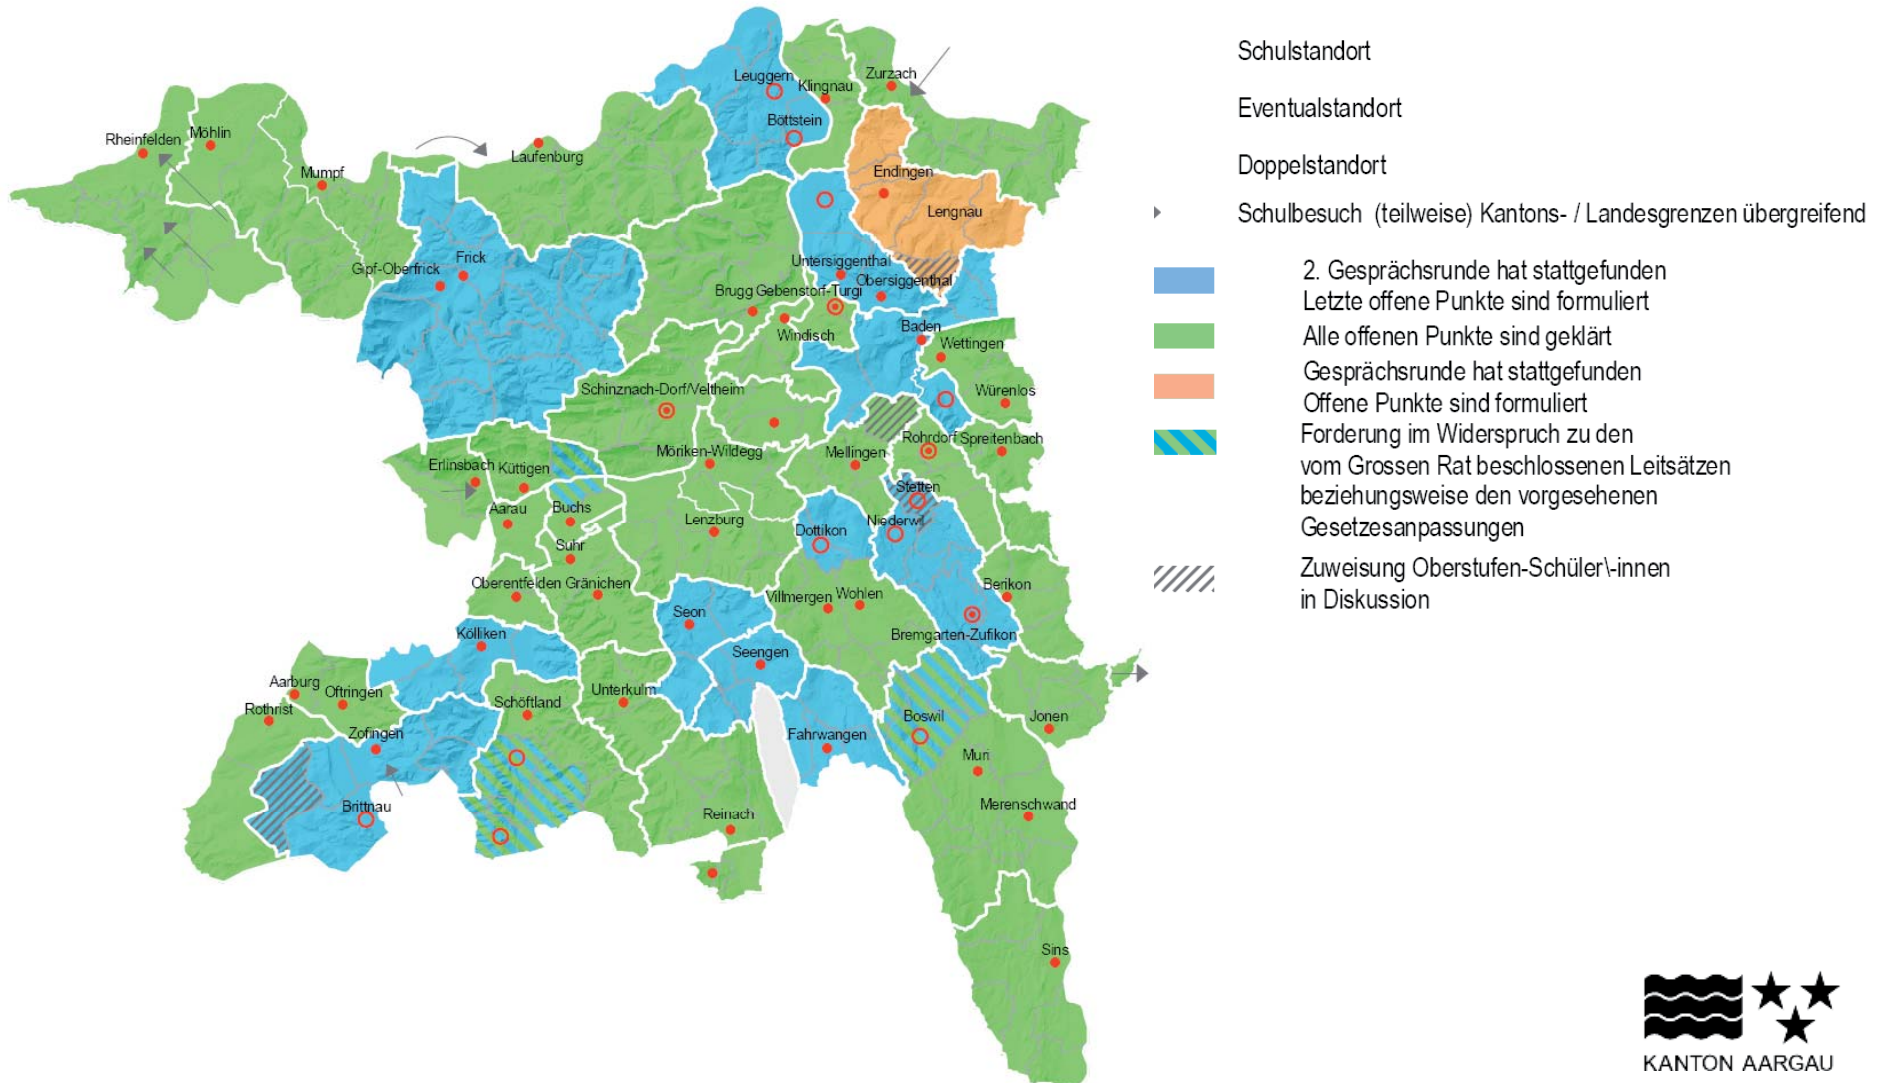 Leuggern
Klingnau
Zurzach
Böttstein
Rheinfelden
Möhlin
Laufenburg
Mumpf
Endingen
Lengnau
Frick
Gipf-Oberfrick
Untersiggenthal
Obersiggenthal
Brugg
Gebenstorf-Turgi
Windisch
Baden
Wettingen
Schinznach-Dorf/Veltheim
Würenlos
Rohrdorf
Spreitenbach
Möriken-Wildegg
Mellingen
Erlinsbach
Küttigen
Stetten
Aarau
Buchs
Lenzburg
Dottikon
Niederwil
Suhr
Oberentfelden
Gränichen
Berikon
Villmergen
Wohlen
Seon
Kölliken
Bremgarten-Zufikon
Seengen
Aarburg
Oftringen
Unterkulm
Schöftland
Rothrist
Boswil
Jonen
Zofingen
Fahrwangen
Muri
Brittnau
Reinach
Merenschwand
Sins
Schulstandort
Eventualstandort
Doppelstandort
Schulbesuch (teilweise) Kantons- / Landesgrenzen übergreifend
2. Gesprächsrunde hat stattgefunden
Letzte offene Punkte sind formuliert
Alle offenen Punkte sind geklärt
Gesprächsrunde hat stattgefunden
Offene Punkte sind formuliert
Forderung im Widerspruch zu den
vom Grossen Rat beschlossenen Leitsätzen
beziehungsweise den vorgesehenen
Gesetzesanpassungen
Zuweisung Oberstufen-Schüler\-innen
in Diskussion
KANTON AARGAU